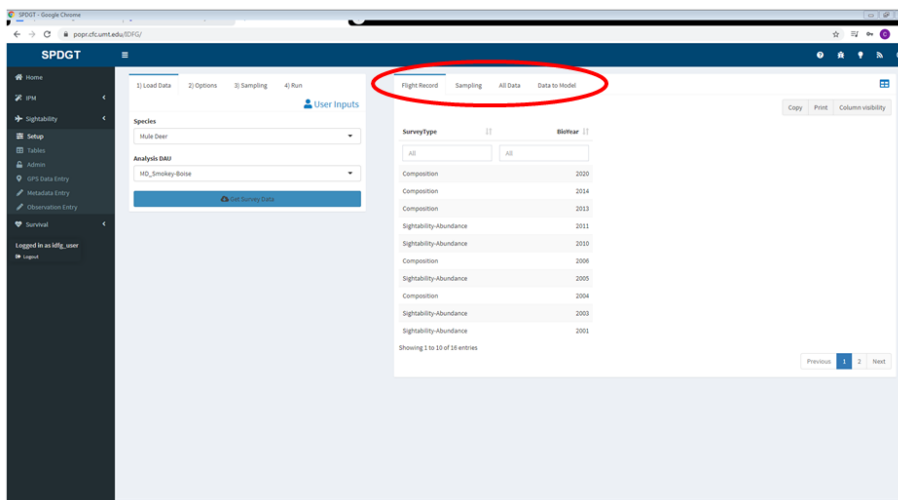 SPDGT - Google Chrome
popr.cfc.umt.edu/IDFG/
SPDGT
Home
IPM
Sightability
Setup
Tables
Admin
GPS Data Entry
Metadata Entry
Observation Entry
Survival
Logged in as idfg_user
Logout
1) Load Data 2) Options 3) Sampling 4) Run
User Inputs
Species
Mule Deer
Analysis DAU
MD_Smokey-Boise
Get Survey Data
Flight Record Sampling All Data Data to Model
Copy Print Column visibility
SurveyType BioYear
All All
Composition 2020
Composition 2014
Composition 2013
Sightability-Abundance 2011
Sightability-Abundance 2010
Composition 2006
Sightability-Abundance 2005
Composition 2004
Sightability-Abundance 2003
Sightability-Abundance 2001
Showing 1 to 10 of 16 entries
Previous 1 2 Next